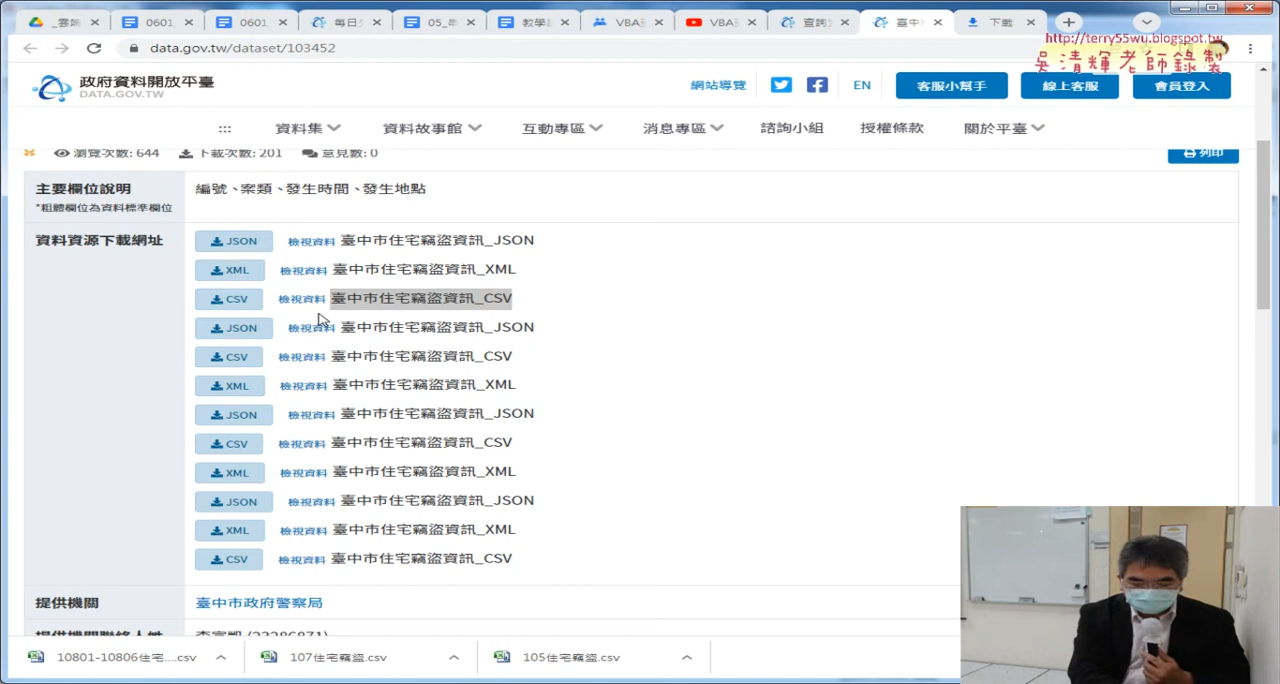 _雲端
0601
0601
每日
教學
VBA
VBA
查詢
臺中
下載
data.gov.tw/dataset/103452
http://terry55wu.blogspot.tw
吳清輝老師錄製
政府資料開放平臺
DATA.GOV.TW
網站導覽
EN
客服小幫手
線上客服
會員登入
資料集
資料故事館
互動專區
消息專區
諮詢小組
授權條款
關於平臺
瀏覽次數: 644 下載次數: 201 意見數: 0
列印
主要欄位說明
*粗體欄位為資料標準欄位
編號、案類、發生時間、發生地點
資料資源下載網址
JSON 檢視資料 臺中市住宅竊盜資訊_JSON
XML 檢視資料 臺中市住宅竊盜資訊_XML
CSV 檢視資料 臺中市住宅竊盜資訊_CSV
JSON 檢視資料 臺中市住宅竊盜資訊_JSON
CSV 檢視資料 臺中市住宅竊盜資訊_CSV
XML 檢視資料 臺中市住宅竊盜資訊_XML
JSON 檢視資料 臺中市住宅竊盜資訊_JSON
CSV 檢視資料 臺中市住宅竊盜資訊_CSV
XML 檢視資料 臺中市住宅竊盜資訊_XML
JSON 檢視資料 臺中市住宅竊盜資訊_JSON
XML 檢視資料 臺中市住宅竊盜資訊_XML
CSV 檢視資料 臺中市住宅竊盜資訊_CSV
提供機關
臺中市政府警察局
10801-10806住宅....csv
107住宅竊盜.csv
105住宅竊盜.csv